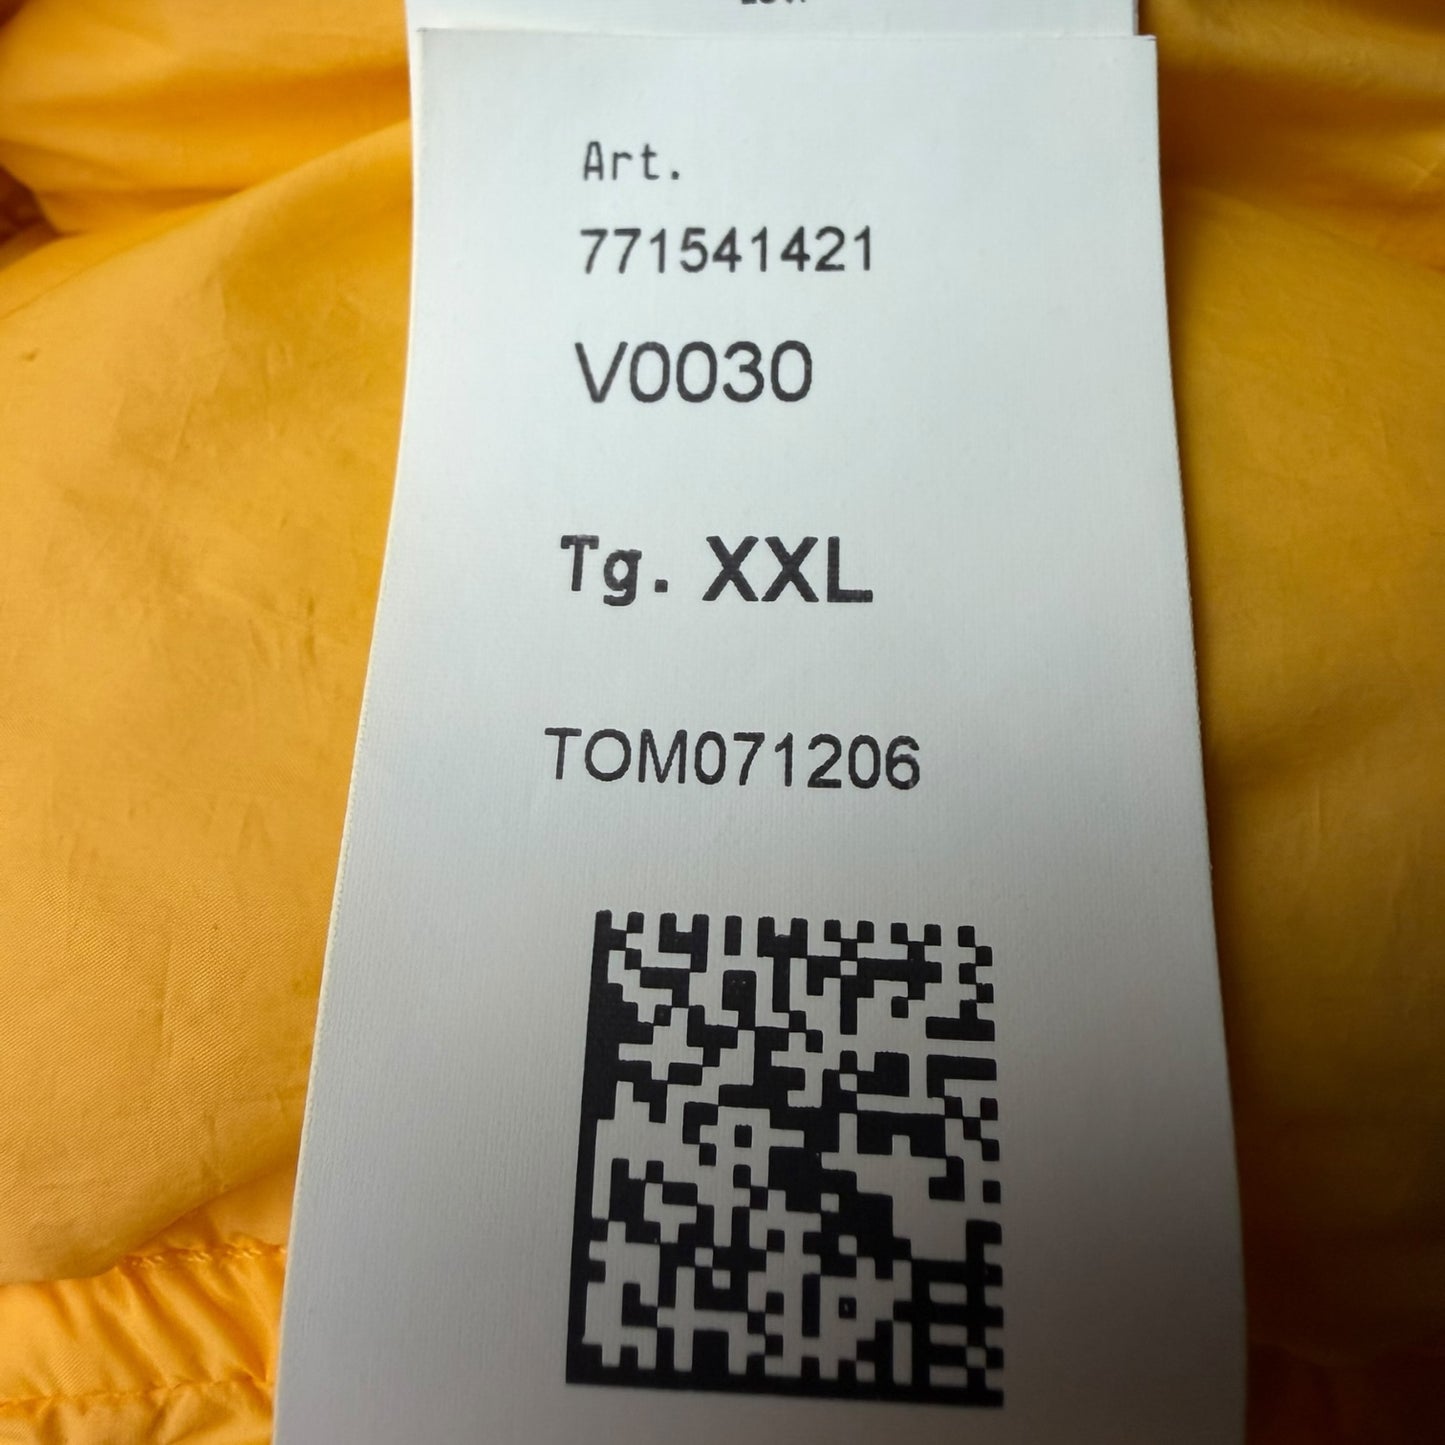 Art.
771541421
V0030
Tg. XXL
TOM071206